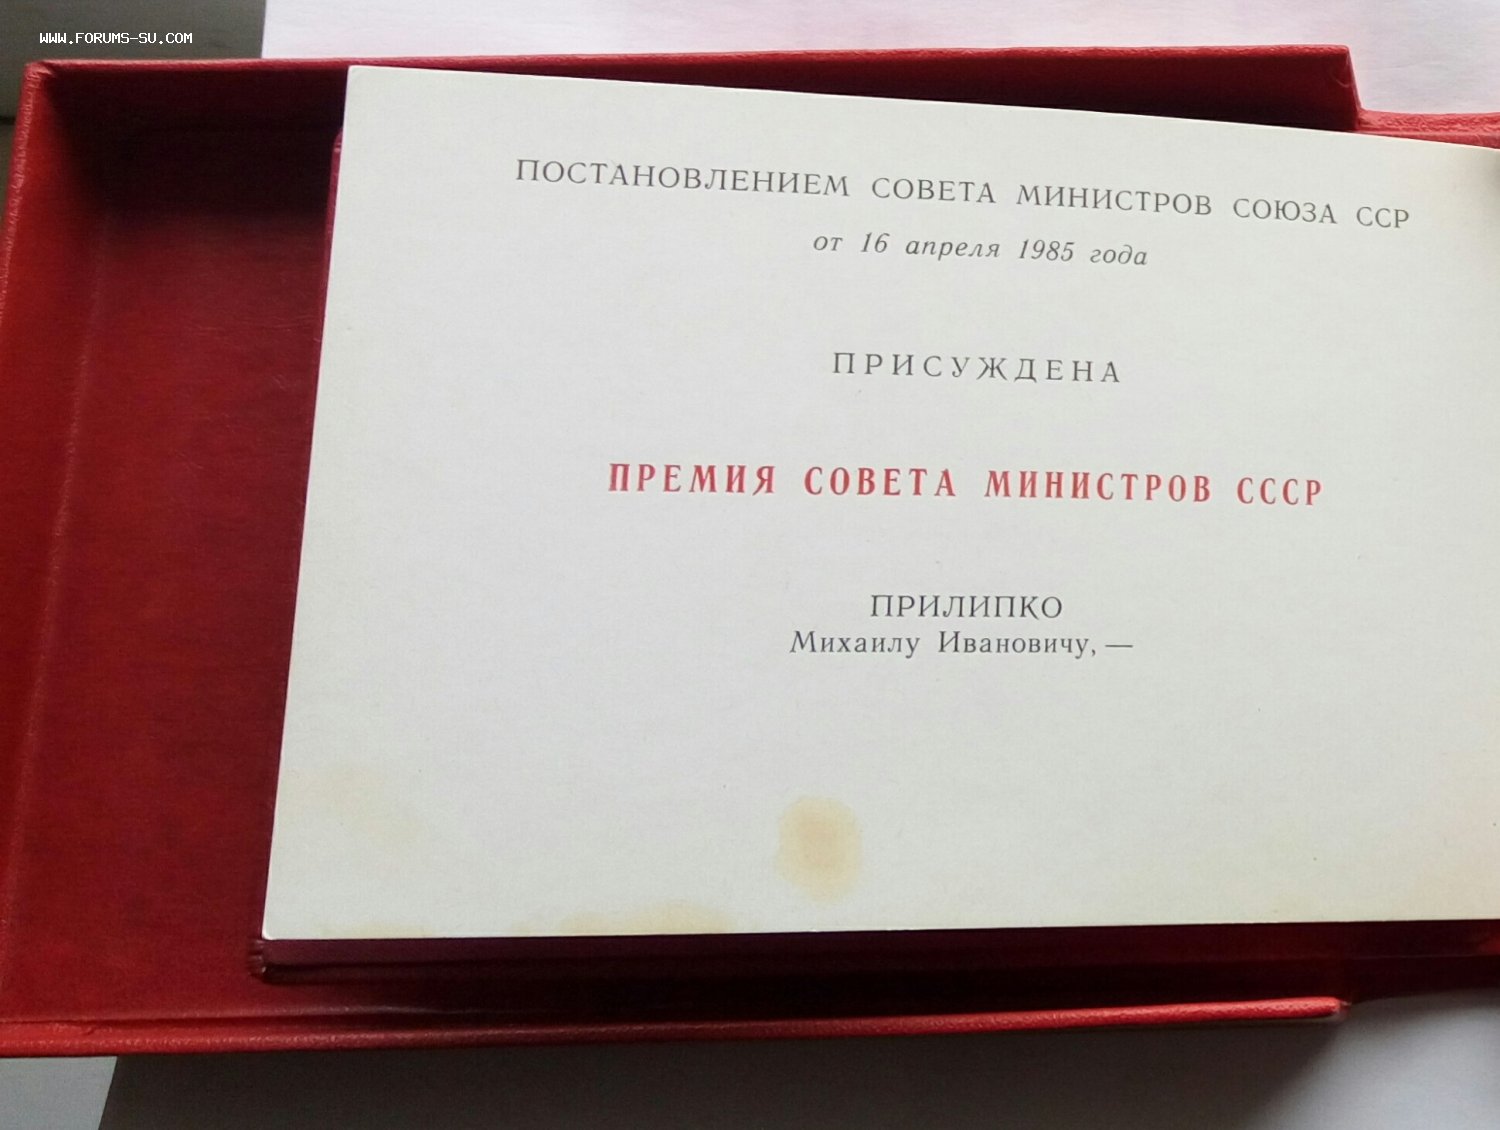 WWW.FORUMS-SU.COM
ПОСТАНОВЛЕНИЕМ СОВЕТА МИНИСТРОВ СОЮЗА ССР
от 16 апреля 1985 года
ПРИСУЖДЕНА
ПРЕМИЯ СОВЕТА МИНИСТРОВ СССР
ПРИЛИПКО
Михаилу Ивановичу, —